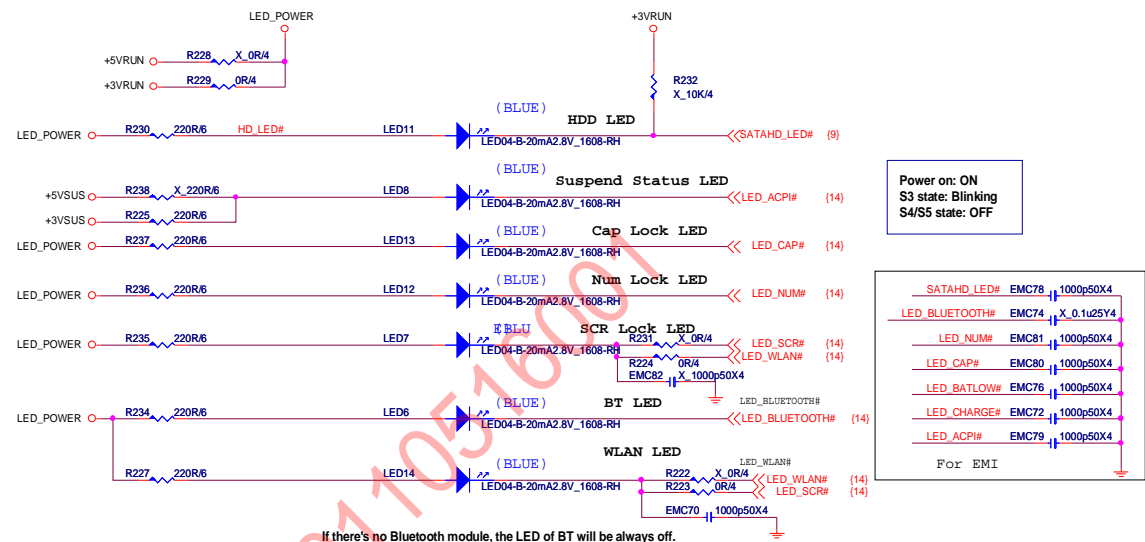 LED_POWER
+3VRUN
+5VRUN R228 X_0R/4
+3VRUN R229 0R/4
R232
X_10K/4
(BLUE)
HDD LED
LED_POWER R230 220R/6 HD_LED# LED11 SATAHD_LED# {9}
LED04-B-20mA2.8V_1608-RH
(BLUE)
Suspend Status LED
+5VSUS R238 X_220R/6 LED8 LED_ACPI# {14}
LED04-B-20mA2.8V_1608-RH
+3VSUS R225 220R/6
Power on: ON
S3 state: Blinking
S4/S5 state: OFF
(BLUE)
Cap Lock LED
LED_POWER R237 220R/6 LED13 LED_CAP# {14}
LED04-B-20mA2.8V_1608-RH
(BLUE)
Num Lock LED
LED_POWER R236 220R/6 LED12 LED_NUM# {14}
LED04-B-20mA2.8V_1608-RH
SCR Lock LED
LED_POWER R235 220R/6 LED7 R231 X_0R/4 LED_SCR# {14}
LED04-B-20mA2.8V_1608-RH
R224 0R/4 LED_WLAN# {14}
EMC82 X_1000p50X4
(BLUE)
BT LED
LED_BLUETOOTH#
LED_POWER R234 220R/6 LED6 LED_BLUETOOTH# {14}
LED04-B-20mA2.8V_1608-RH
WLAN LED
(BLUE)
LED_WLAN#
R227 220R/6 LED14 R222 X_0R/4 LED_WLAN# {14}
LED04-B-20mA2.8V_1608-RH
R223 0R/4 LED_SCR# {14}
EMC70 1000p50X4
If there's no Bluetooth module, the LED of BT will be always off.
SATAHD_LED# EMC78 1000p50X4
LED_BLUETOOTH# EMC74 X_0.1u25Y4
LED_NUM# EMC81 1000p50X4
LED_CAP# EMC80 1000p50X4
LED_BATLOW# EMC76 1000p50X4
LED_CHARGE# EMC72 1000p50X4
LED_ACPI# EMC79 1000p50X4
For EMI